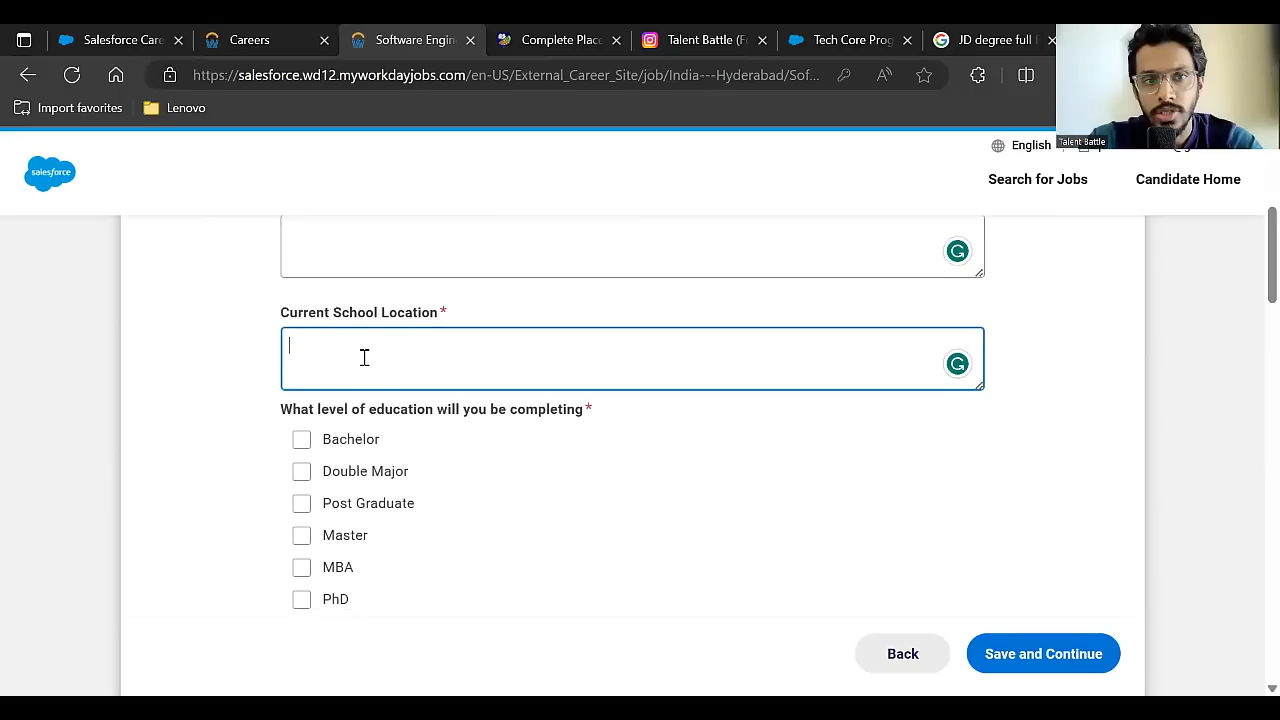 Salesforce Care
Careers
Software Engin
Complete Place
Talent Battle (F
Tech Core Prog
JD degree full f
https://salesforce.wd12.myworkdayjobs.com/en-US/External_Career_Site/job/India---Hyderabad/Sof...
Import favorites
Lenovo
Talent Battle
salesforce
English
Search for Jobs
Candidate Home
Current School Location*
What level of education will you be completing*
Bachelor
Double Major
Post Graduate
Master
MBA
PhD
Back
Save and Continue